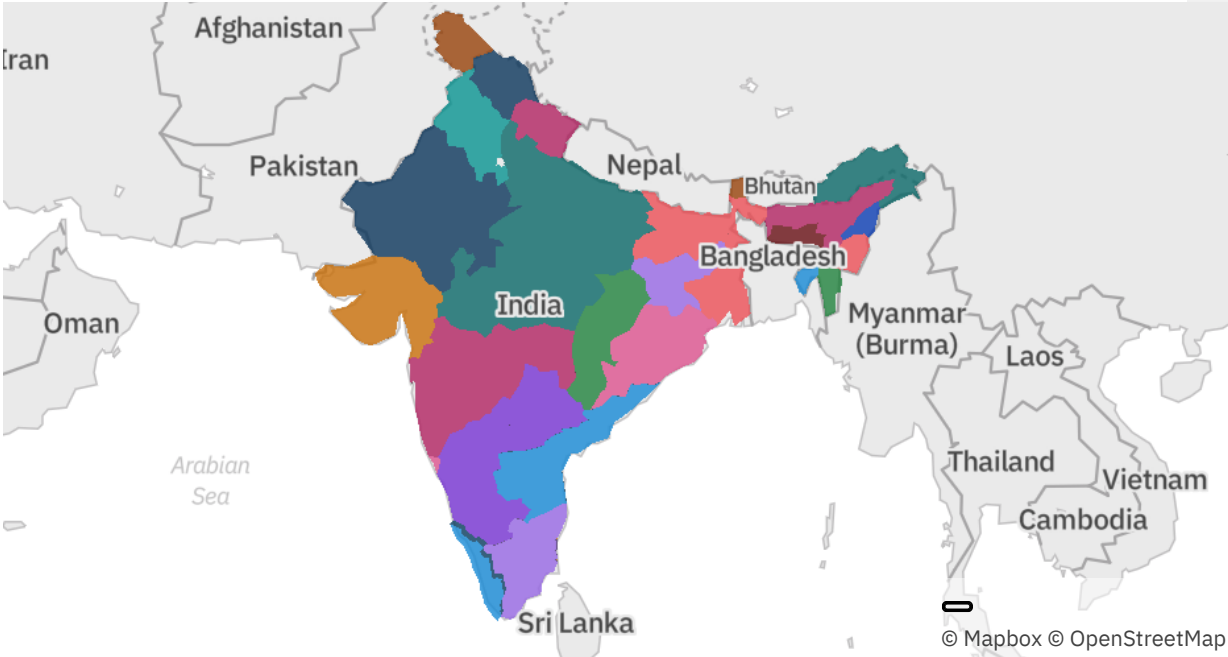 Afghanistan
Iran
Pakistan
Nepal
Bhutan
Bangladesh
India
Oman
Myanmar
(Burma)
Laos
Arabian
Sea
Thailand
Vietnam
Cambodia
Sri Lanka
© Mapbox © OpenStreetMap